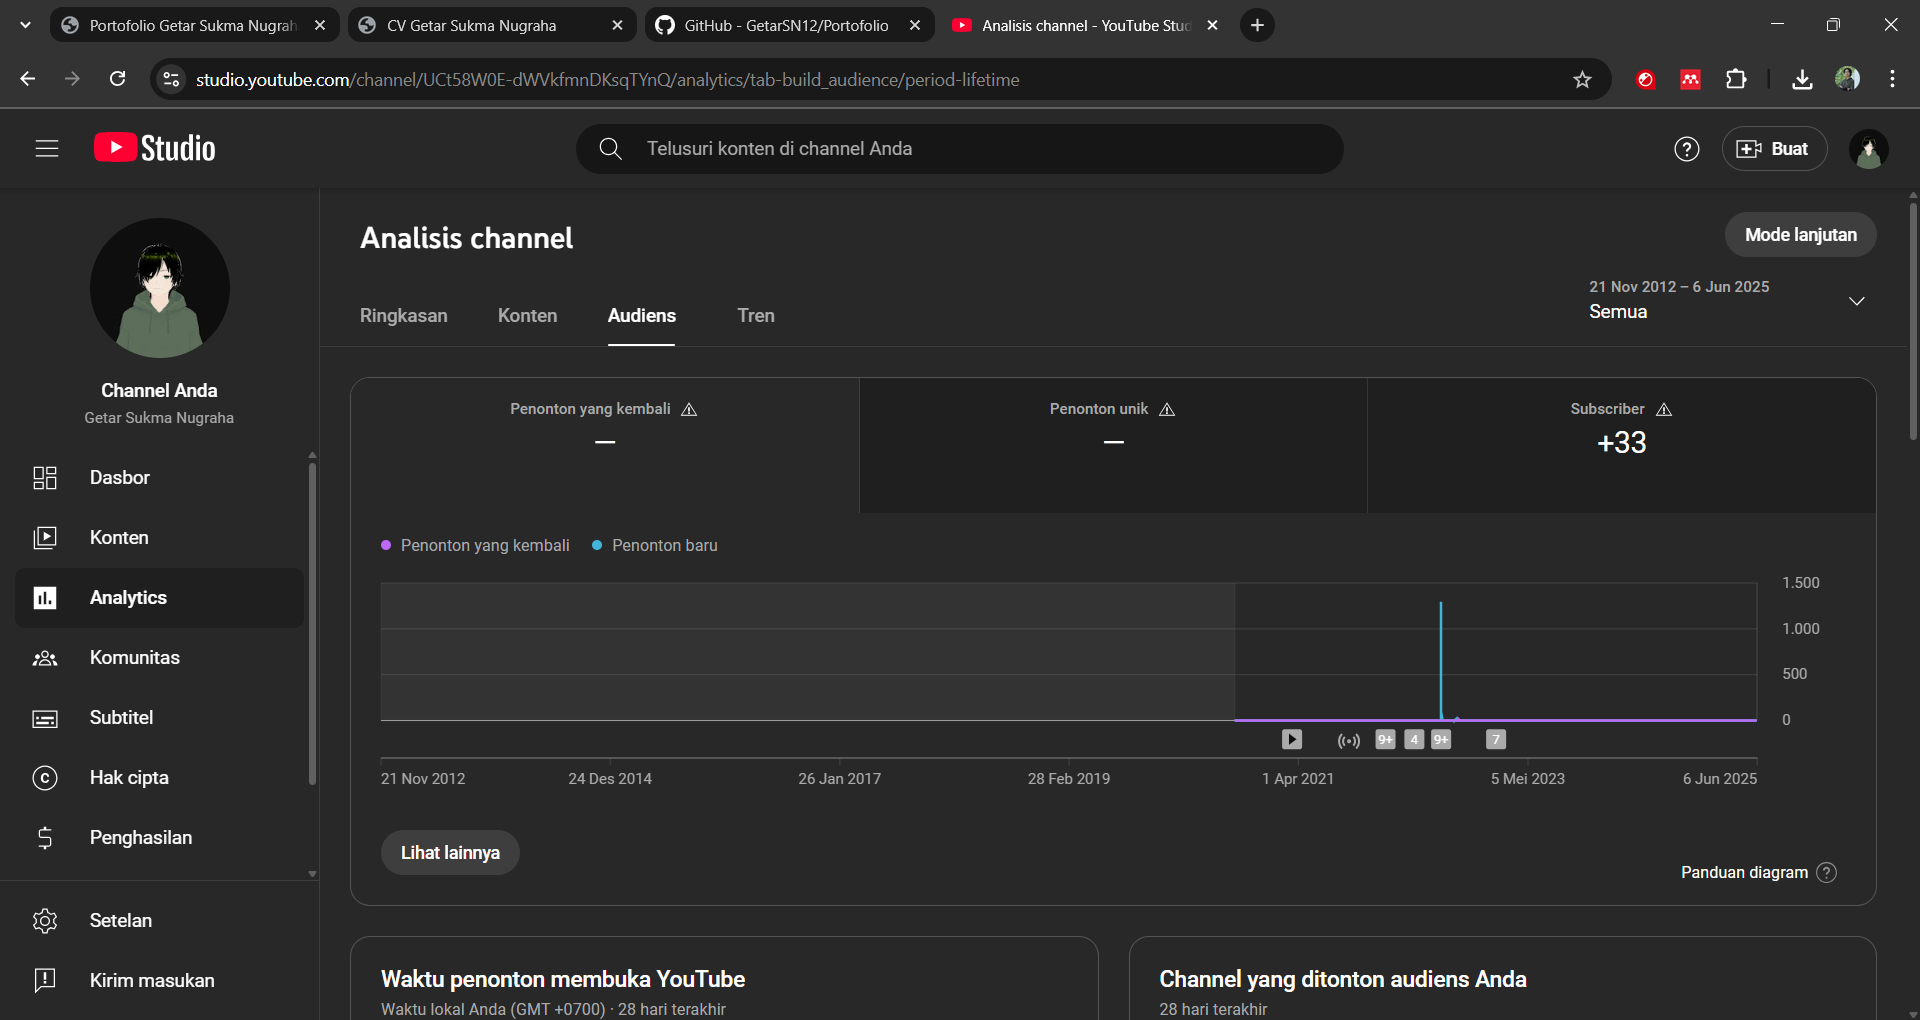 Portofolio Getar Sukma Nugrah
CV Getar Sukma Nugraha
GitHub - GetarSN12/Portofolio
Analisis channel - YouTube Stud
studio.youtube.com/channel/UCt58W0E-dWVkfmnDKsqTYnQ/analytics/tab-build_audience/period-lifetime
Studio
Telusuri konten di channel Anda
Buat
Channel Anda
Getar Sukma Nugraha
Dasbor
Konten
Analytics
Komunitas
Subtitel
Hak cipta
Penghasilan
Setelan
Kirim masukan
Analisis channel
Mode lanjutan
Ringkasan
Konten
Audiens
Tren
21 Nov 2012 – 6 Jun 2025
Semua
Penonton yang kembali
—
Penonton unik
—
Subscriber
+33
Penonton yang kembali
Penonton baru
1.500
1.000
500
0
9+
4
9+
7
21 Nov 2012
24 Des 2014
26 Jan 2017
28 Feb 2019
1 Apr 2021
5 Mei 2023
6 Jun 2025
Lihat lainnya
Panduan diagram
Waktu penonton membuka YouTube
Waktu lokal Anda (GMT +0700) · 28 hari terakhir
Channel yang ditonton audiens Anda
28 hari terakhir